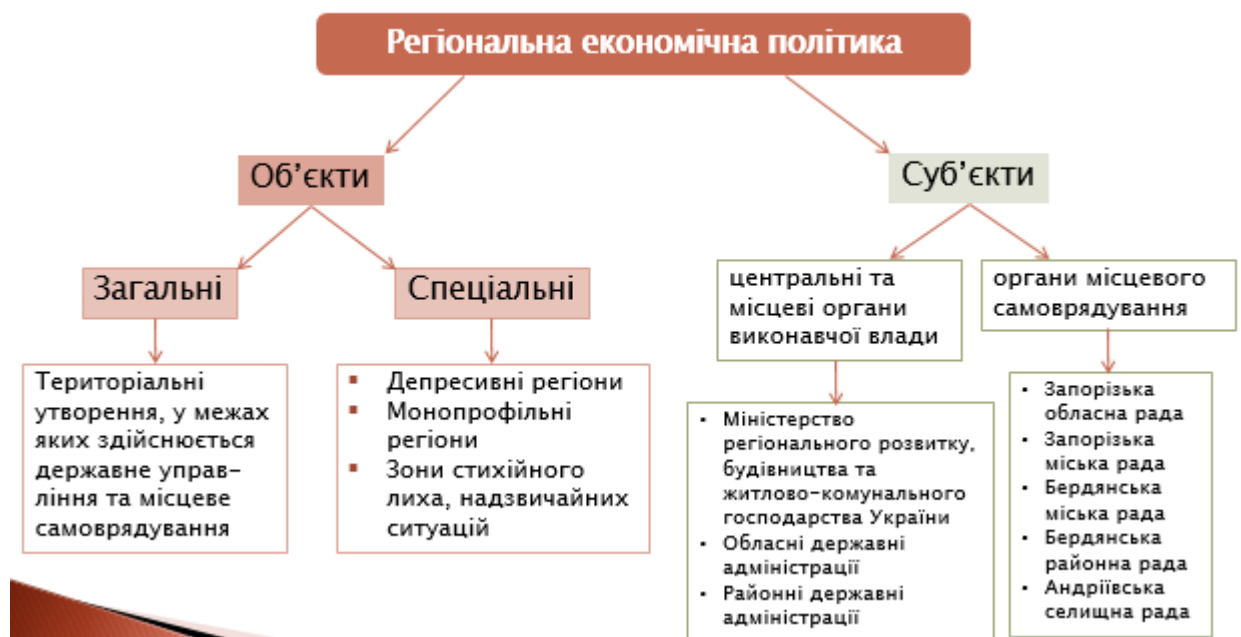 Регіональна економічна політика
Об’єкти
Суб’єкти
Загальні
Спеціальні
центральні та
місцеві органи
виконавчої влади
органи місцевого
самоврядування
Територіальні
утворення, у межах
яких здійснюється
державне управ-
ління та місцеве
самоврядування
▪ Депресивні регіони
▪ Монопрофільні
регіони
▪ Зони стихійного
лиха, надзвичайних
ситуацій
• Міністерство
регіонального розвитку,
будівництва та
житлово-комунального
господарства України
• Обласні державні
адміністрації
• Районні державні
адміністрації
• Запорізька
обласна рада
• Запорізька
міська рада
• Бердянська
міська рада
• Бердянська
районна рада
• Андріївська
селищна рада